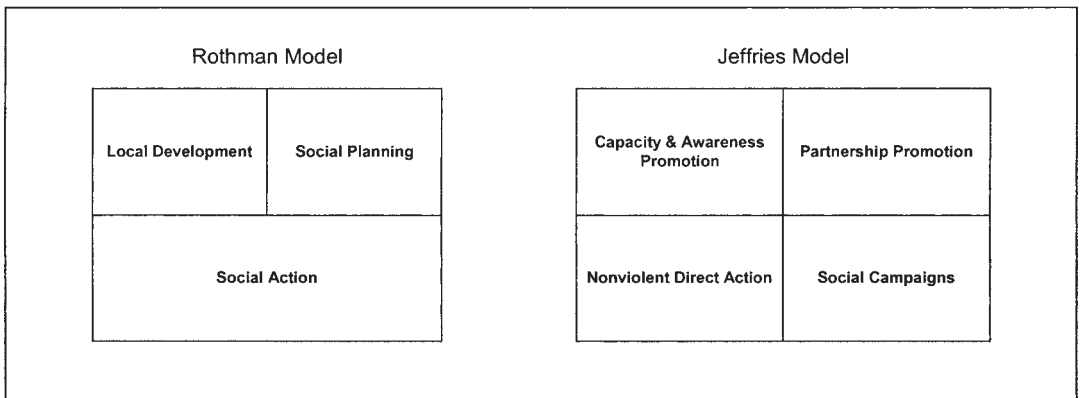 Rothman Model
Jeffries Model
Local Development
Social Planning
Social Action
Capacity & Awareness
Promotion
Partnership Promotion
Nonviolent Direct Action
Social Campaigns